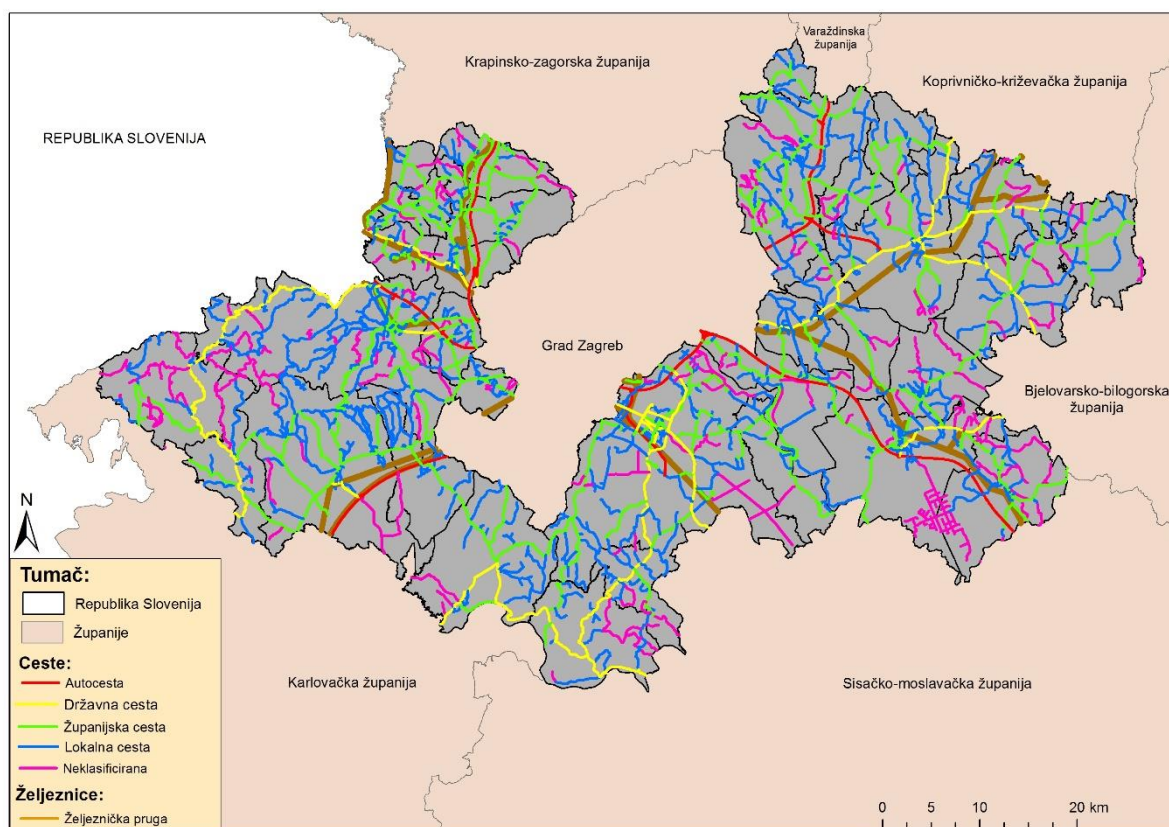 Varaždinska
županija
Krapinsko-zagorska županija
Koprivničko-križevačka županija
REPUBLIKA SLOVENIJA
Grad Zagreb
Bjelovarsko-bilogorska
županija
N
Tumač:
Republika Slovenija
Županije
Ceste:
Autocesta
Državna cesta
Županijska cesta
Lokalna cesta
Neklasificirana
Željeznice:
Željeznička pruga
Karlovačka županija
Sisačko-moslavačka županija
0 5 10 20 km